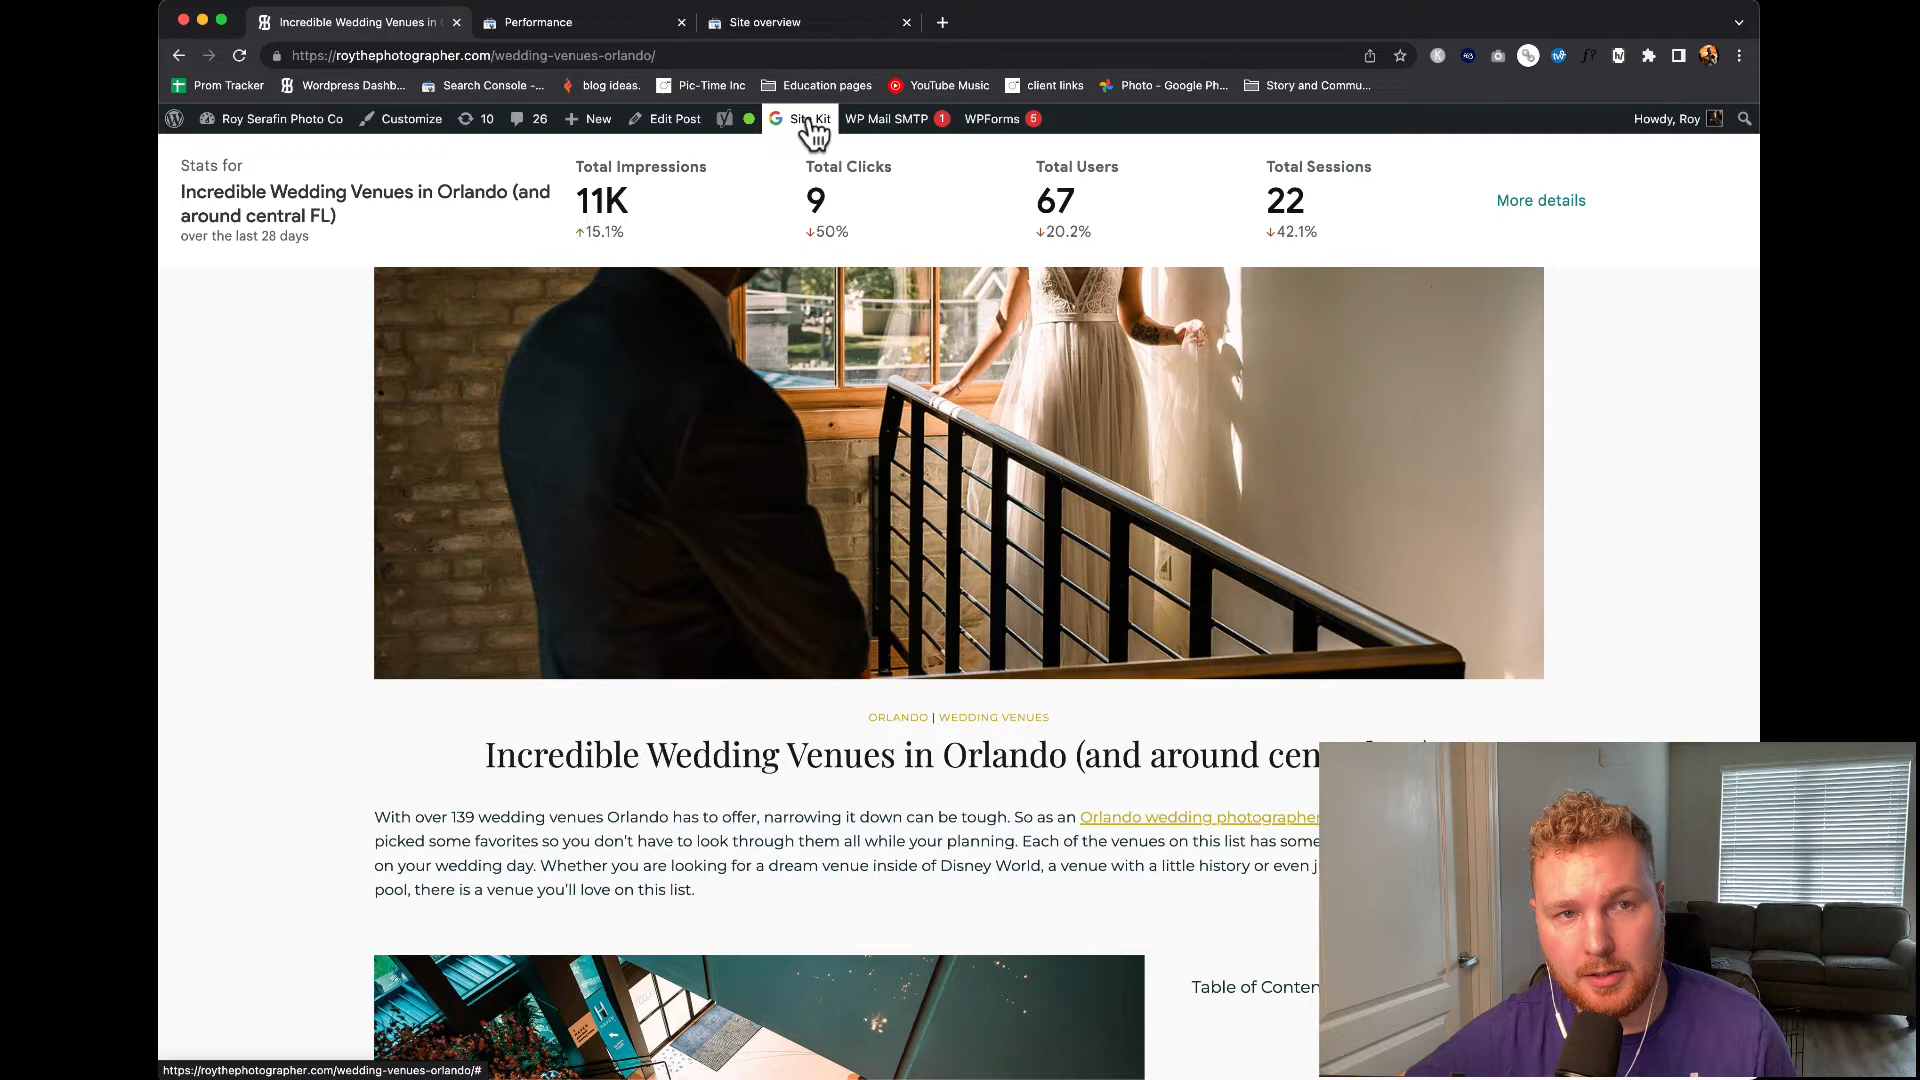 Incredible Wedding Venues in
Performance
Site overview
https://roythephotographer.com/wedding-venues-orlando/
Prom Tracker
Wordpress Dashb...
Search Console -...
blog ideas.
Pic-Time Inc
Education pages
YouTube Music
client links
Photo - Google Ph...
Story and Commu...
Roy Serafin Photo Co
Customize
10
26
New
Edit Post
Site Kit
WP Mail SMTP 1
WPForms 5
Howdy, Roy
Stats for
Incredible Wedding Venues in Orlando (and
around central FL)
over the last 28 days
Total Impressions
11K
↑15.1%
Total Clicks
9
↓50%
Total Users
67
↓20.2%
Total Sessions
22
↓42.1%
More details
ORLANDO | WEDDING VENUES
Incredible Wedding Venues in Orlando (and around
With over 139 wedding venues Orlando has to offer, narrowing it down can be tough. So as an Orlando wedding photographer
picked some favorites so you don't have to look through them all while your planning. Each of the venues on this list has some
on your wedding day. Whether you are looking for a dream venue inside of Disney World, a venue with a little history or even
pool, there is a venue you'll love on this list.
Table of
https://roythephotographer.com/wedding-venues-orlando/#